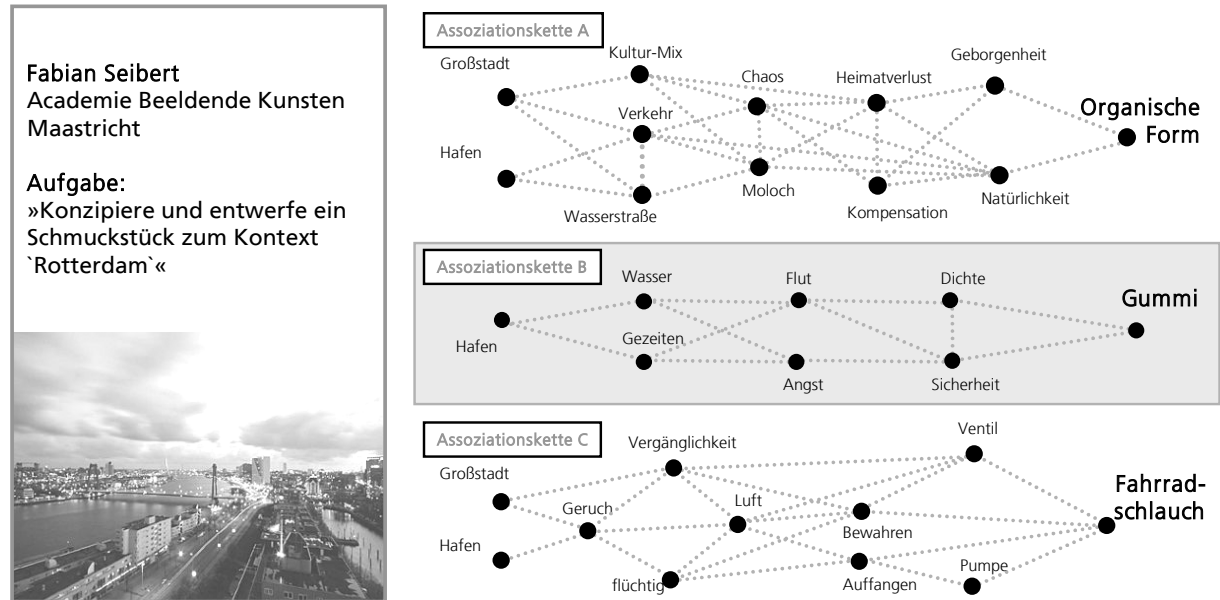 Fabian Seibert
Academie Beeldende Kunsten
Maastricht
Aufgabe:
»Konzipiere und entwerfe ein
Schmuckstück zum Kontext
`Rotterdam`«
Assoziationskette A
Großstadt
Kultur-Mix
Chaos
Heimatverlust
Geborgenheit
Verkehr
Organische
Form
Hafen
Moloch
Natürlichkeit
Wasserstraße
Kompensation
Assoziationskette B
Wasser
Flut
Dichte
Gummi
Hafen
Gezeiten
Angst
Sicherheit
Assoziationskette C
Vergänglichkeit
Ventil
Großstadt
Geruch
Luft
Fahrrad-
schlauch
Bewahren
Hafen
flüchtig
Auffangen
Pumpe